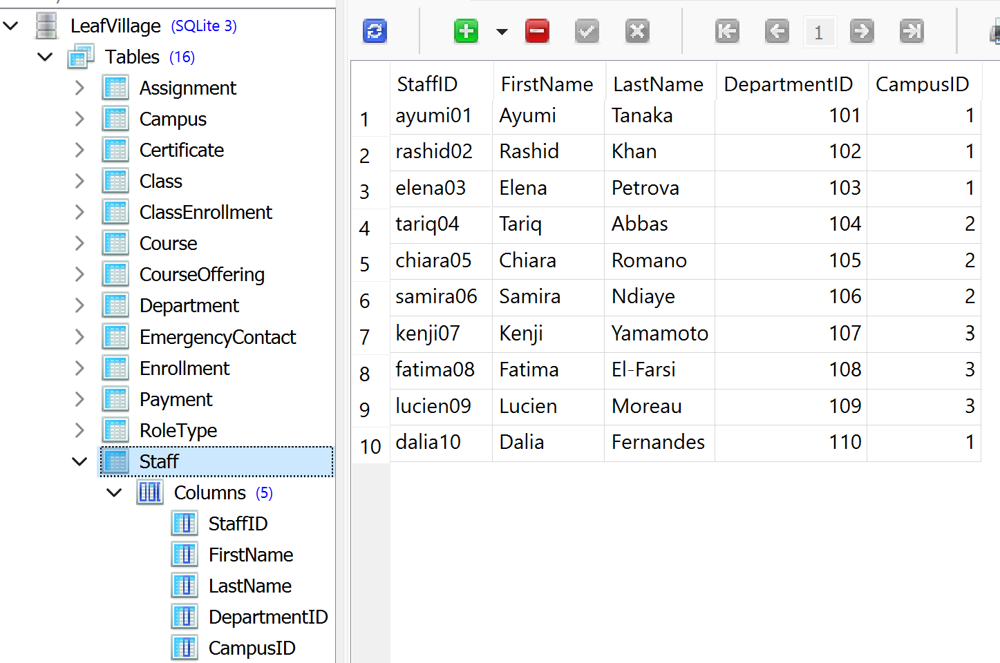 LeafVillage (SQLite 3)
Tables (16)
Assignment
Campus
Certificate
Class
ClassEnrollment
Course
CourseOffering
Department
EmergencyContact
Enrollment
Payment
RoleType
Staff
Columns (5)
StaffID
FirstName
LastName
DepartmentID
CampusID
1
StaffID FirstName LastName DepartmentID CampusID
1 ayumi01 Ayumi Tanaka 101 1
2 rashid02 Rashid Khan 102 1
3 elena03 Elena Petrova 103 1
4 tariq04 Tariq Abbas 104 2
5 chiara05 Chiara Romano 105 2
6 samira06 Samira Ndiaye 106 2
7 kenji07 Kenji Yamamoto 107 3
8 fatima08 Fatima El-Farsi 108 3
9 lucien09 Lucien Moreau 109 3
10 dalia10 Dalia Fernandes 110 1